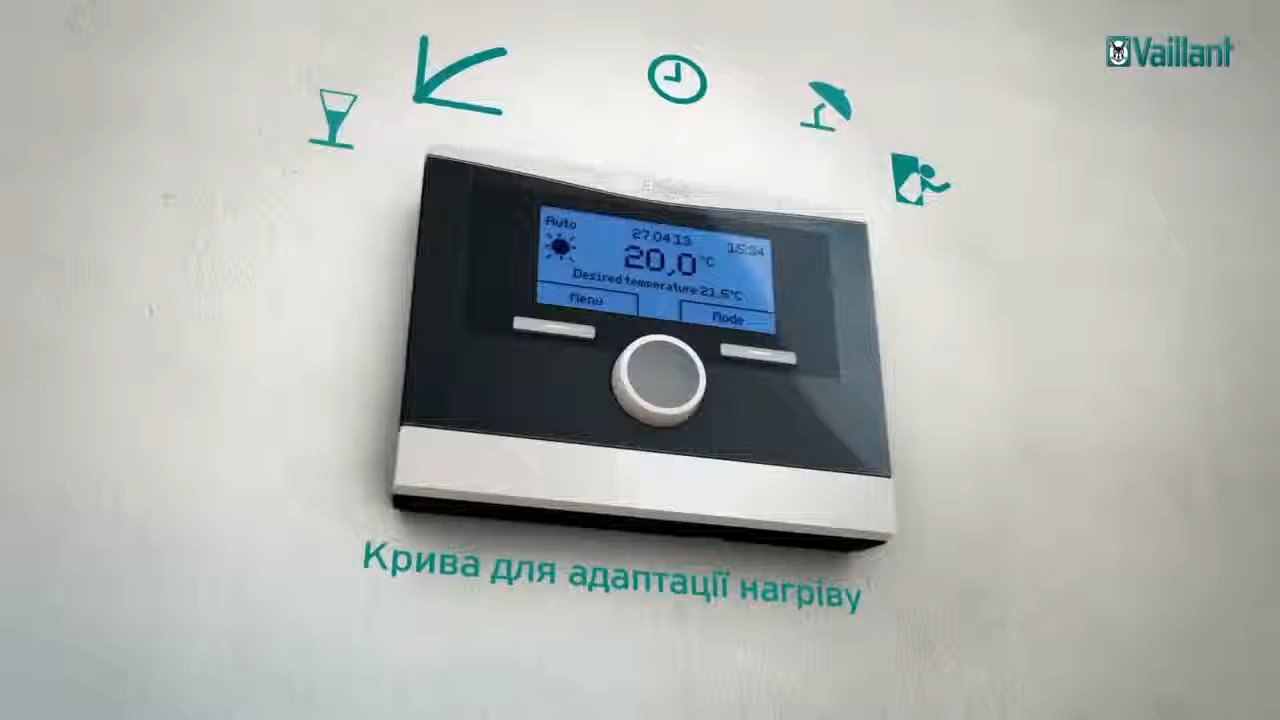 Vaillant
Auto
27.04.13
15:34
20,0 °C
Desired temperature 21,5°C
Menu
Mode
Крива для адаптації нагріву